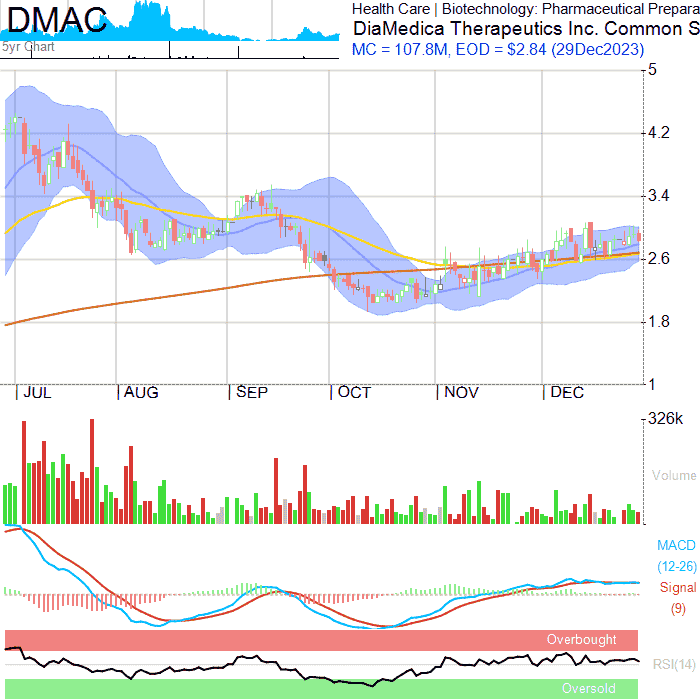 DMAC
5yr Chart
Health Care | Biotechnology: Pharmaceutical Prepara
DiaMedica Therapeutics Inc. Common S
MC = 107.8M, EOD = $2.84 (29Dec2023)
5
4.2
3.4
2.6
1.8
1
JUL AUG SEP OCT NOV DEC
326k
Volume
MACD
(12-26)
Signal
(9)
Overbought
RSI(14)
Oversold